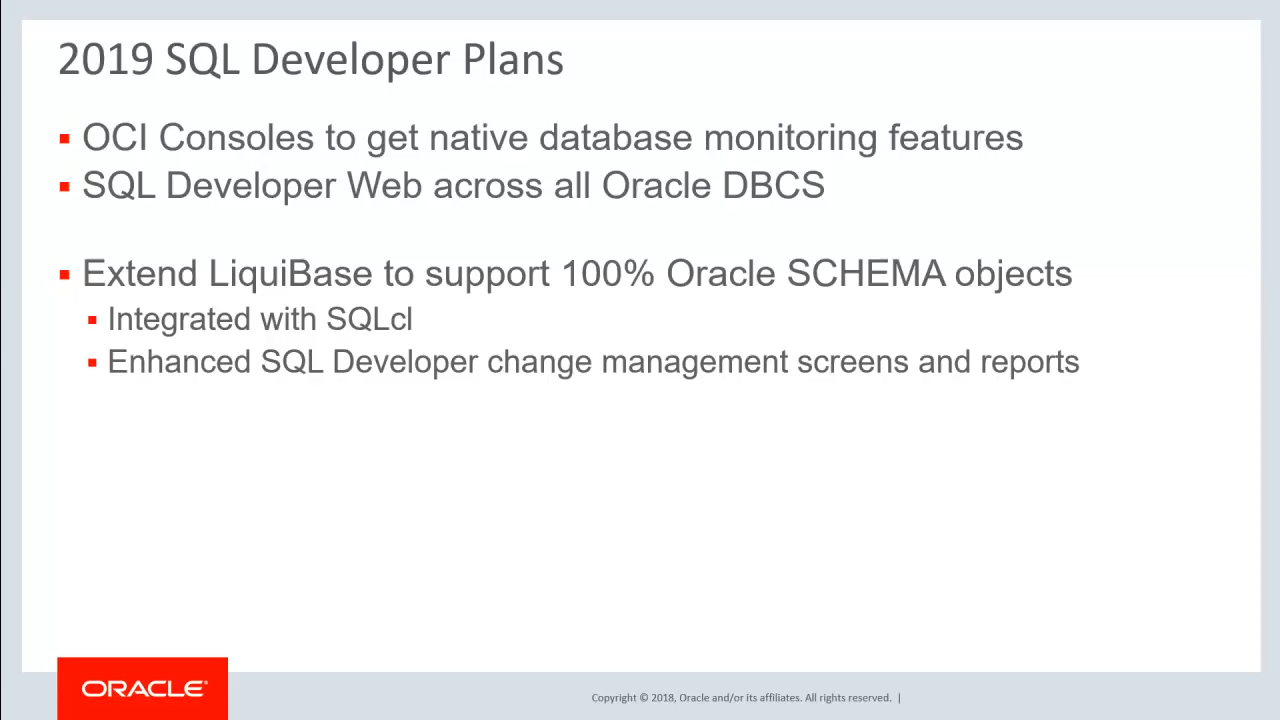 2019 SQL Developer Plans
▪ OCI Consoles to get native database monitoring features
▪ SQL Developer Web across all Oracle DBCS
▪ Extend LiquiBase to support 100% Oracle SCHEMA objects
▪ Integrated with SQLcl
▪ Enhanced SQL Developer change management screens and reports
ORACLE®
Copyright © 2018, Oracle and/or its affiliates. All rights reserved. |